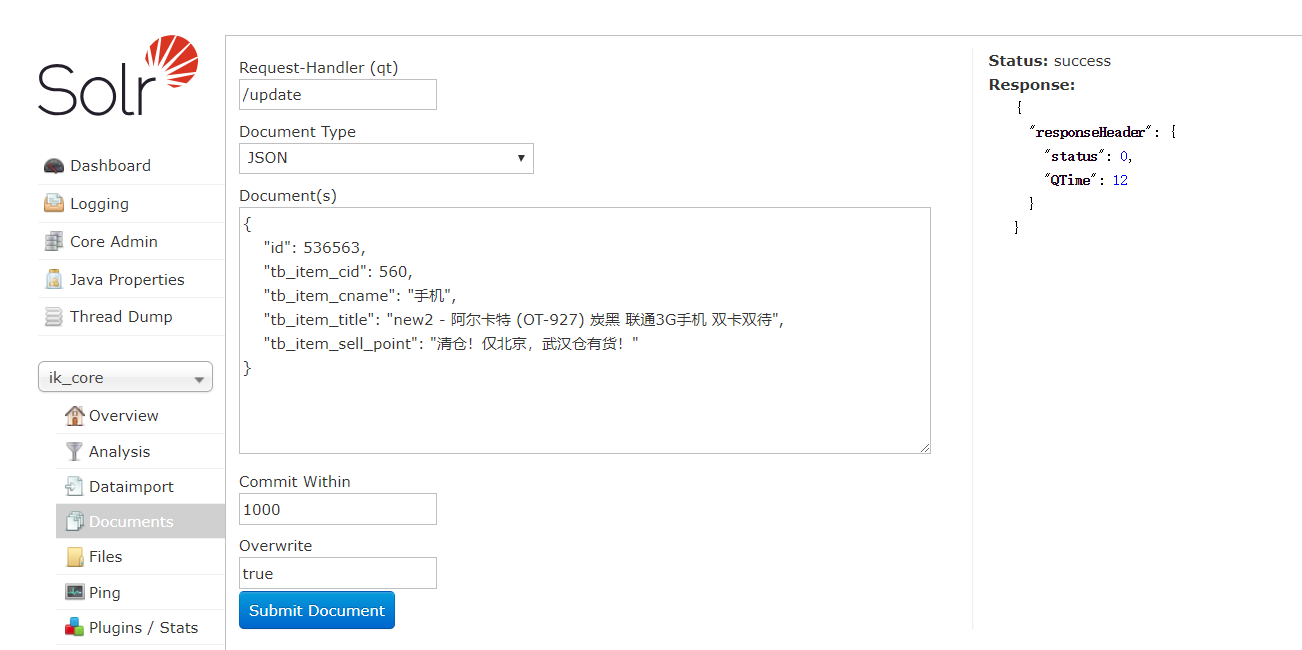 Solr
Dashboard
Logging
Core Admin
Java Properties
Thread Dump
ik_core
Overview
Analysis
Dataimport
Documents
Files
Ping
Plugins / Stats
Request-Handler (qt)
/update
Document Type
JSON
Document(s)
{
"id": 536563,
"tb_item_cid": 560,
"tb_item_cname": "手机",
"tb_item_title": "new2 - 阿尔卡特 (OT-927) 炭黑 联通3G手机 双卡双待",
"tb_item_sell_point": "清仓！仅北京，武汉仓有货！"
}
Commit Within
1000
Overwrite
true
Submit Document
Status: success
Response:
{
"responseHeader": {
"status": 0,
"QTime": 12
}
}